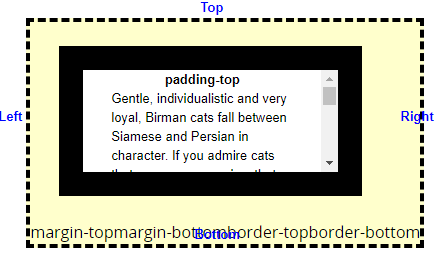 Top
padding-top
Gentle, individualistic and very
loyal, Birman cats fall between
Siamese and Persian in
character. If you admire cats
Left
Right
margin-topmargin-bottomborder-topborder-bottom
Bottom